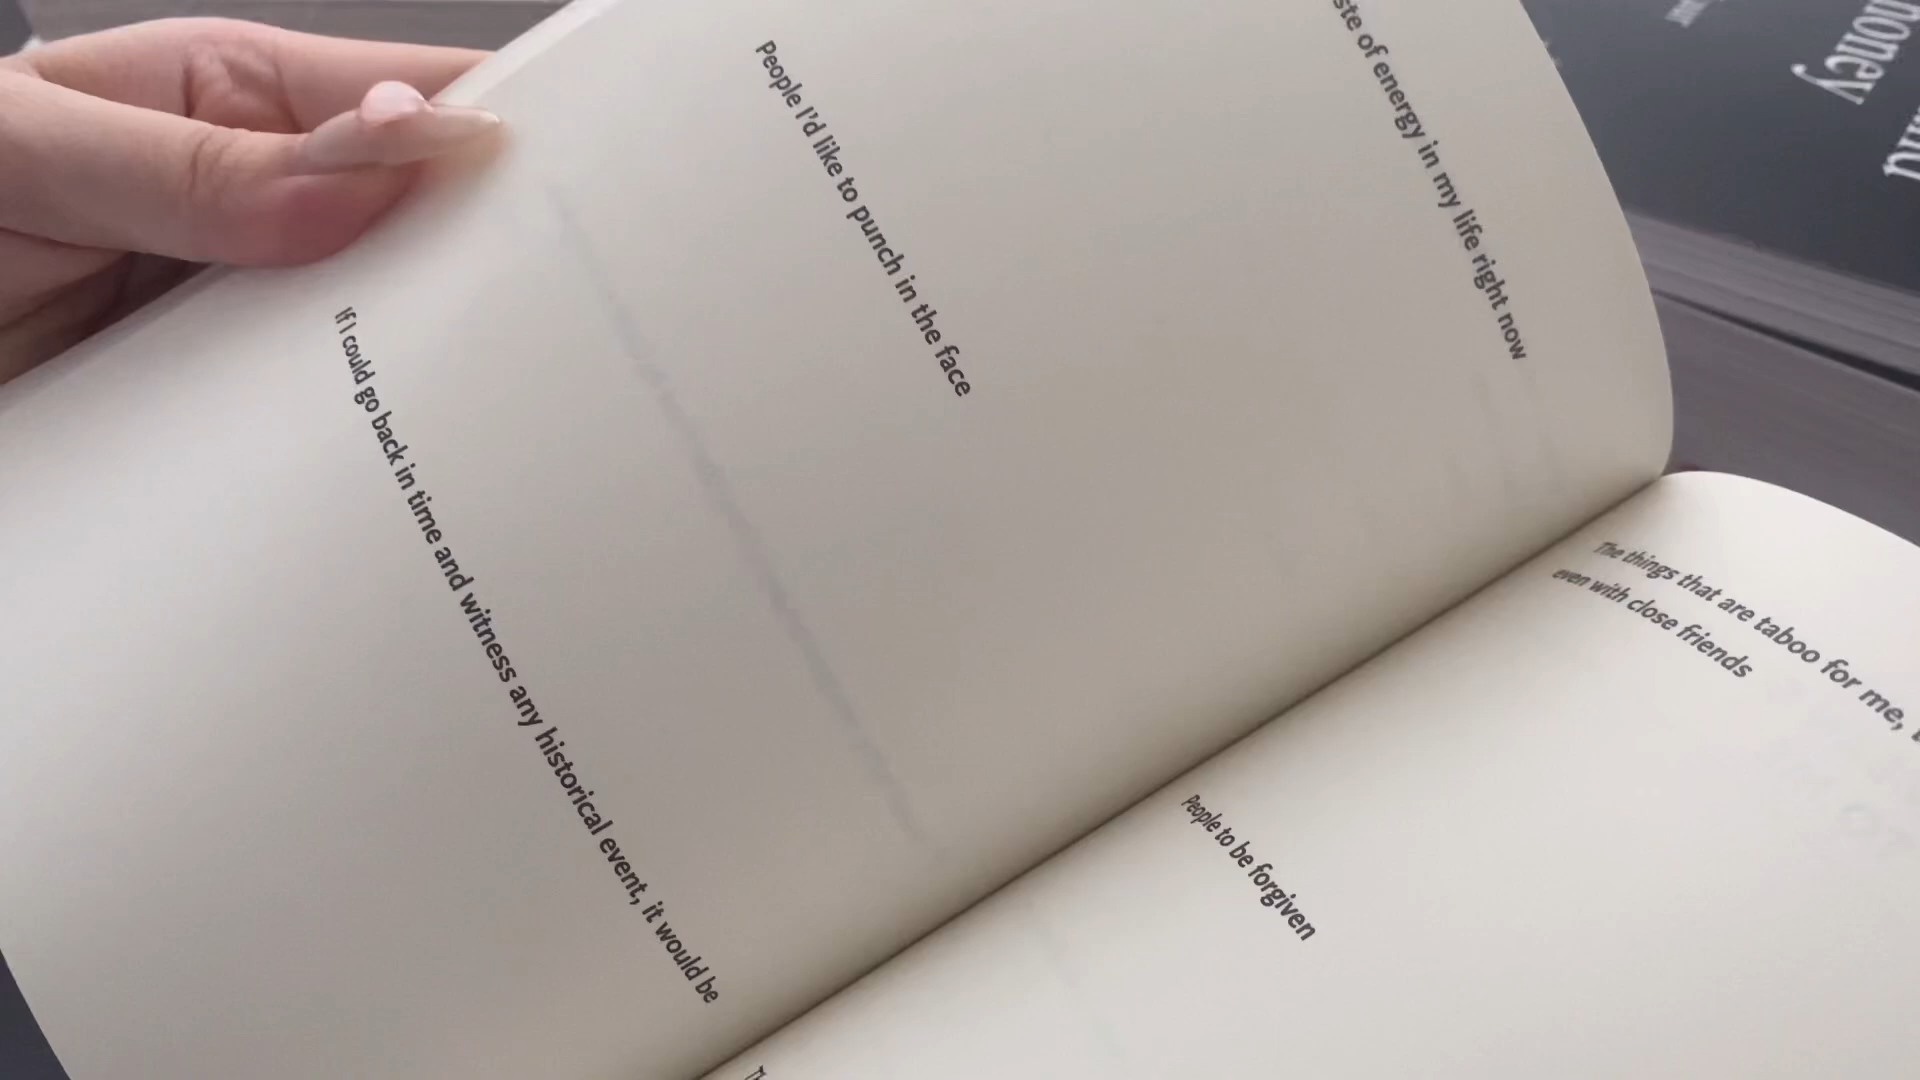 of energy in my life right now
People I'd like to punch in the face
If I could go back in time and witness any historical event, it would be
The things that are taboo for me,
even with close friends
People to be forgiven
money